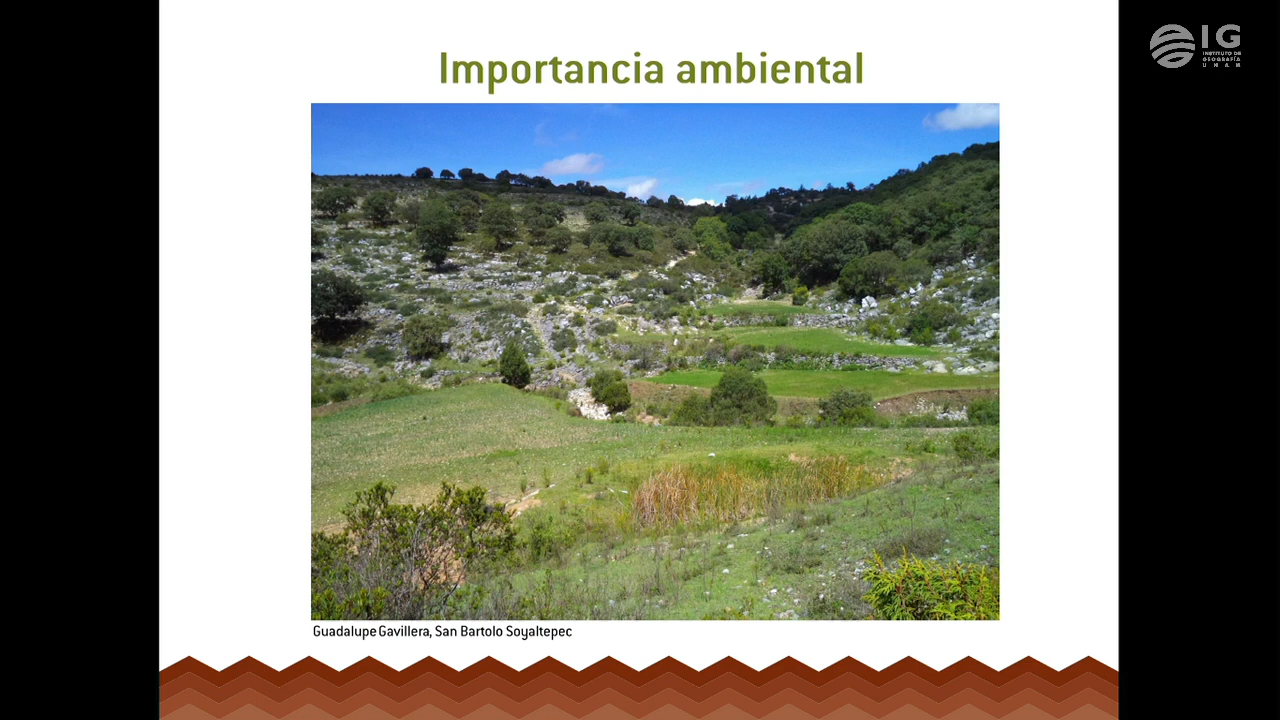 Importancia ambiental
IG
INSTITUTO DE
GEOGRAFÍA
UNAM
Guadalupe Gavillera, San Bartolo Soyaltepec